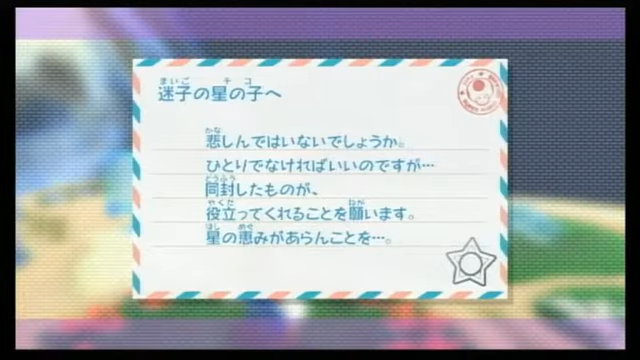 迷子の星の子へ
悲しんではいないでしょうか。
ひとりでなければいいのですが…
同封したものが、
役立ってくれることを願います。
星の恵みがあらんことを…。